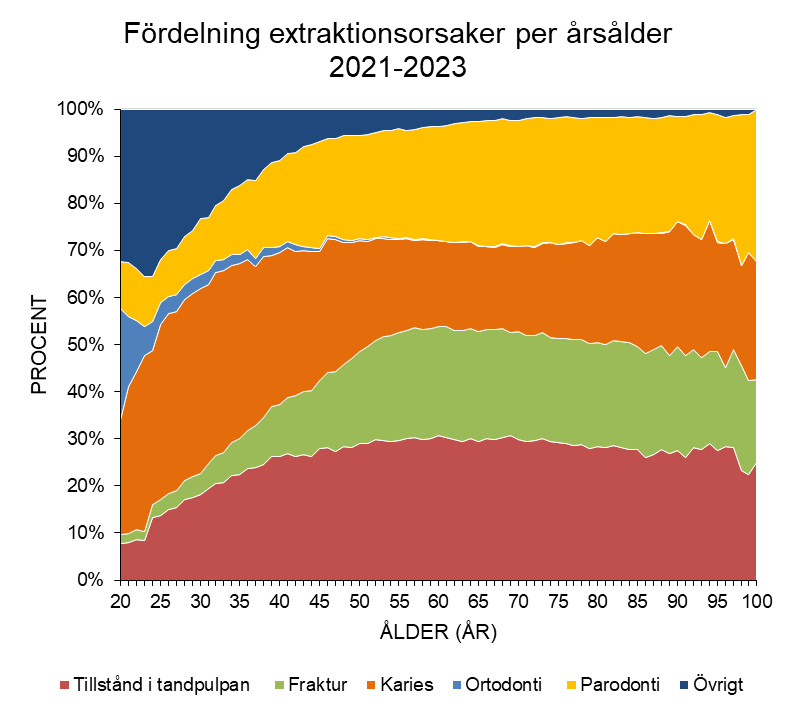 Fördelning extraktionsorsaker per årsålder
2021-2023
100%
90%
80%
70%
60%
50%
40%
30%
20%
10%
0%
PROCENT
20 25 30 35 40 45 50 55 60 65 70 75 80 85 90 95 100
ÅLDER (ÅR)
Tillstånd i tandpulpan Fraktur Karies Ortodonti Parodonti Övrigt